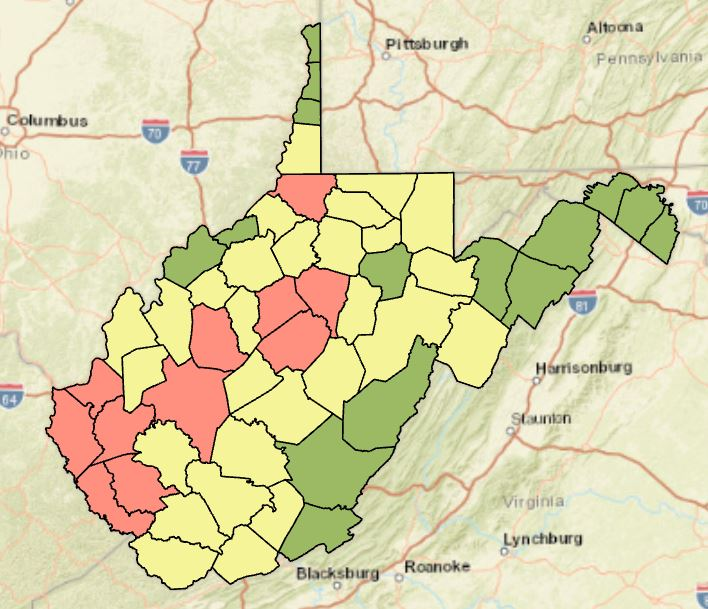 Altoona
Pittsburgh
Pennsylvania
Columbus
70
hio
77
70
81
Harrisonburg
64
Staunton
Virginia
Lynchburg
Roanoke
Blacksburg